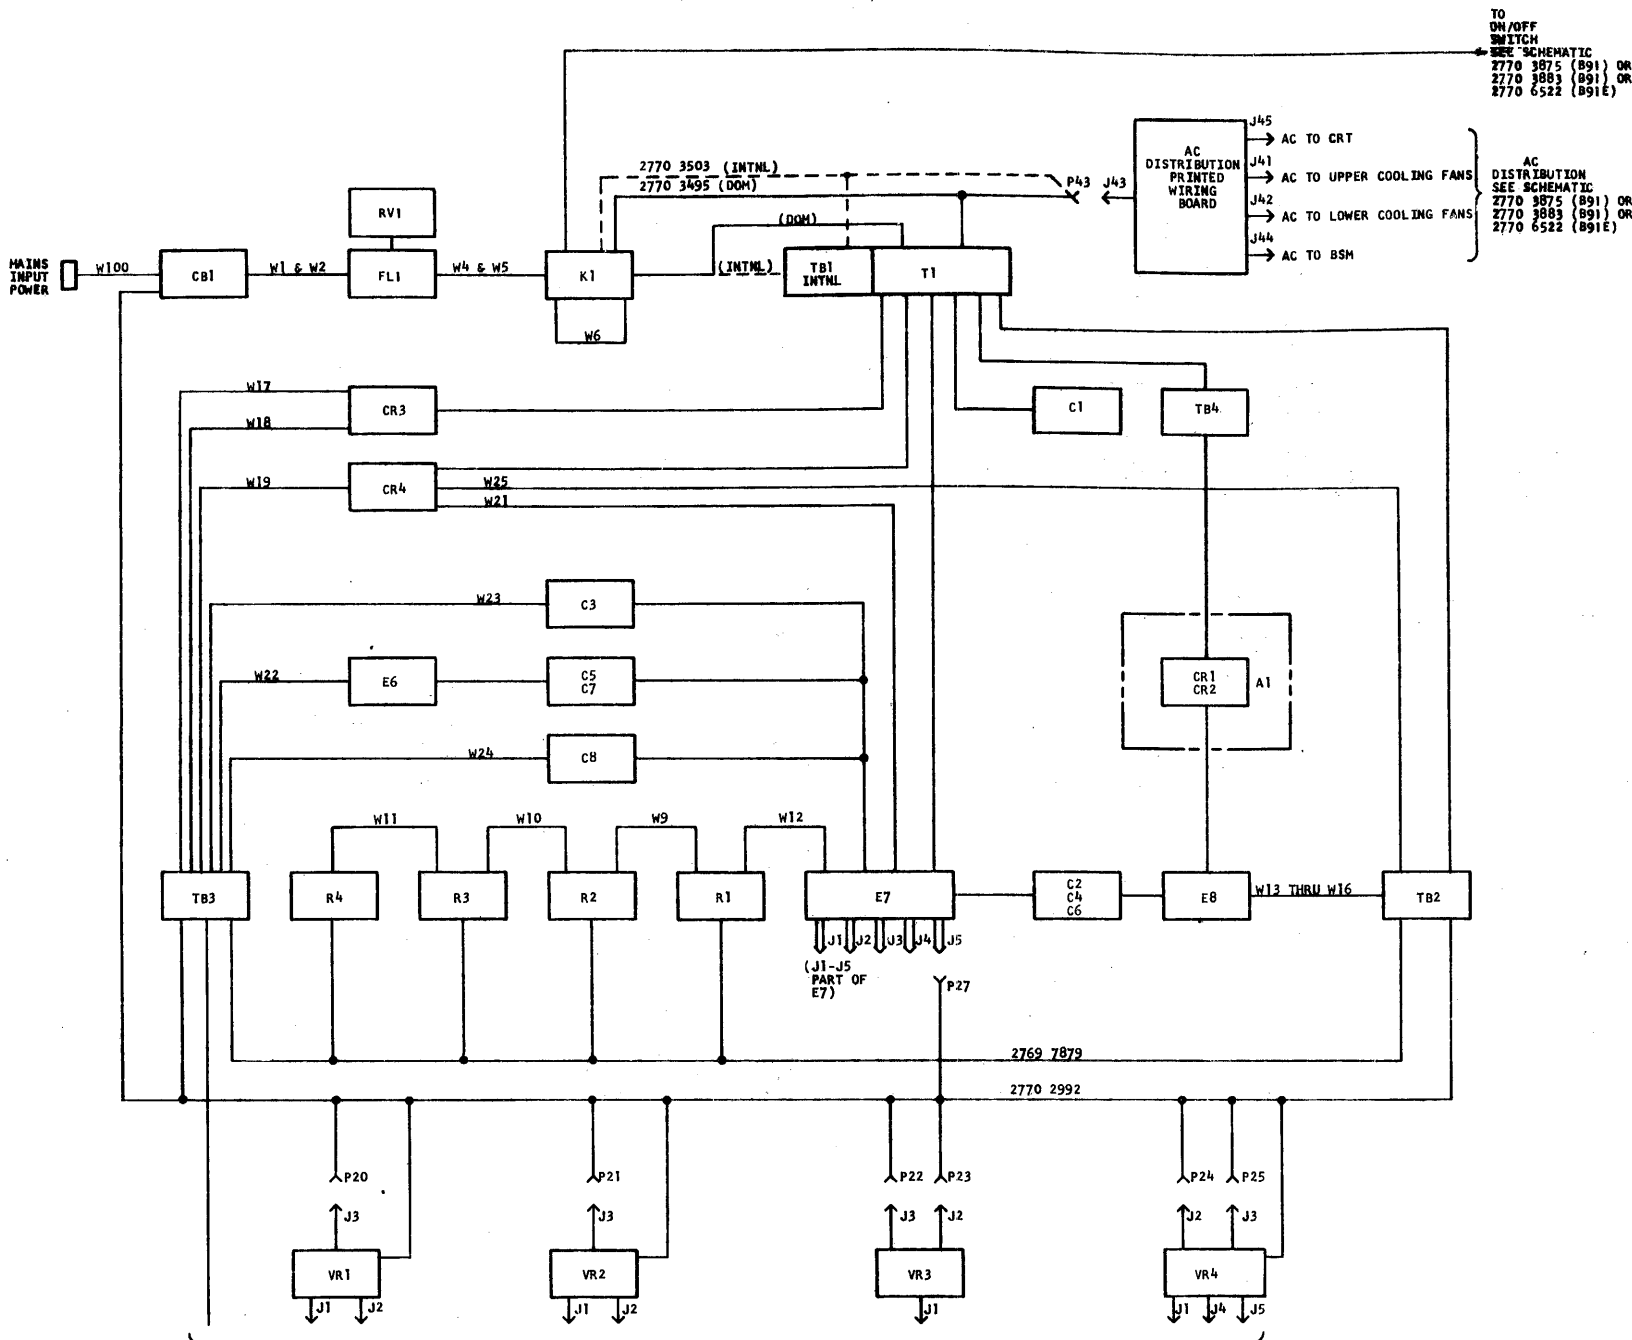 TO
ON/OFF
SWITCH
SEE SCHEMATIC
2770 3875 (B91) OR
2770 3883 (B91) OR
2770 6522 (B91E)
J45
AC TO CRT
AC
DISTRIBUTION
PRINTED
WIRING
BOARD
J41
AC TO UPPER COOLING FANS
J42
AC TO LOWER COOLING FANS
J44
AC TO BSM
AC
DISTRIBUTION
SEE SCHEMATIC
2770 3875 (B91) OR
2770 3883 (B91) OR
2770 6522 (B91E)
2770 3503 (INTNL)
2770 3495 (DOM)
P43
J43
RV1
(DOM)
MAINS
INPUT
POWER
W100
CB1
W1 & W2
FL1
W4 & W5
K1
(INTNL)
TB1
INTNL
T1
W6
W17
W18
CR3
C1
TB4
W19
CR4
W25
W21
W23
C3
W22
E6
C5
C7
CR1
CR2
A1
W24
C8
W11
W10
W9
W12
TB3
R4
R3
R2
R1
E7
C2
C4
C6
E8
W13 THRU W16
TB2
J1
J2
J3
J4
J5
(J1-J5
PART OF
E7)
P27
2769 7879
2770 2992
P20
P21
P22
P23
P24
P25
J3
J3
J3
J2
J2
J3
VR1
VR2
VR3
VR4
J1
J2
J1
J2
J1
J1
J4
J5